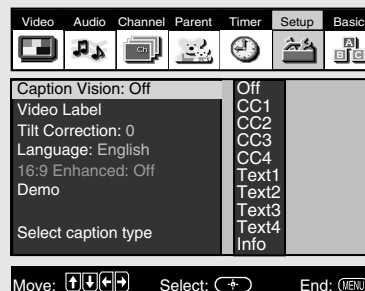 Video Audio Channel Parent Timer Setup Basic
Ch
A
B C
Caption Vision: Off
Video Label
Tilt Correction: 0
Language: English
16:9 Enhanced: Off
Demo
Select caption type
Off
CC1
CC2
CC3
CC4
Text1
Text2
Text3
Text4
Info
Move: Select: End: MENU